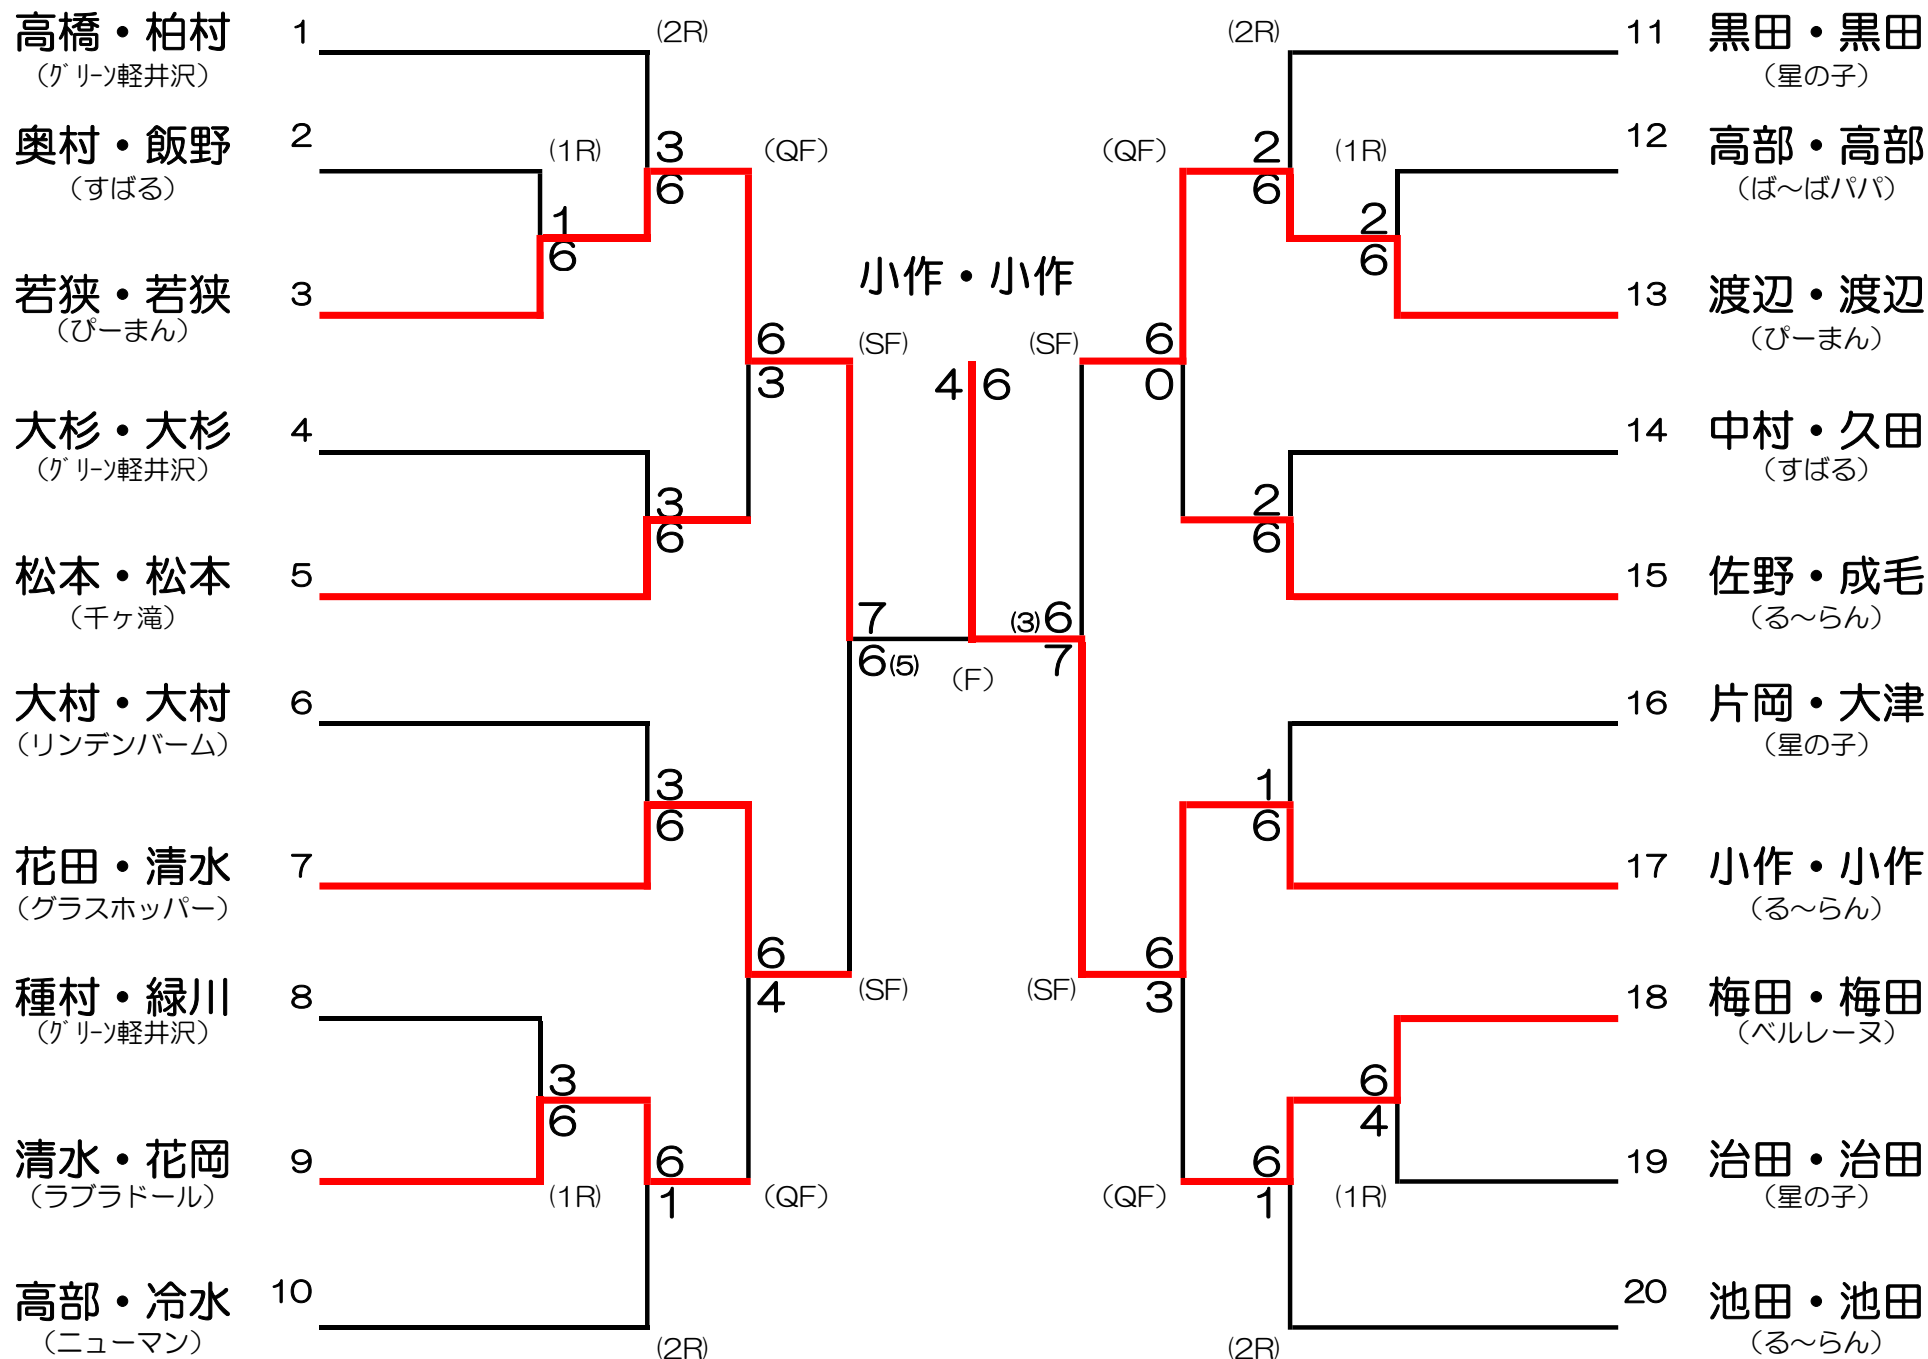 高橋・柏村 1
（グリーン軽井沢）
(2R)
奥村・飯野 2
（すばる）
(1R)
3
6
（QF）
1
6
若狭・若狭 3
（ぴーまん）
6
3
(SF)
大杉・大杉 4
（グリーン軽井沢）
3
6
松本・松本 5
（千ヶ滝）
7
6(5)
大村・大村 6
（リンデンバーム）
3
6
花田・清水 7
（グラスホッパー）
6
4
(SF)
種村・緑川 8
（グリーン軽井沢）
3
6
清水・花岡 9
（ラブラドール）
(1R)
6
1
（QF）
高部・冷水 10
（ニューマン）
(2R)
小作・小作
4 6
（F）
(2R)
11 黒田・黒田
（星の子）
（QF）
2
6
(1R)
12 高部・高部
（ば～ばパパ）
2
6
13 渡辺・渡辺
（ぴーまん）
(SF)
6
0
14 中村・久田
（すばる）
2
6
15 佐野・成毛
（る～らん）
(3)6
7
16 片岡・大津
（星の子）
1
6
17 小作・小作
（る～らん）
(SF)
6
3
18 梅田・梅田
（ベルレーヌ）
6
4
19 治田・治田
（星の子）
（QF）
6
1
(1R)
20 池田・池田
（る～らん）
(2R)